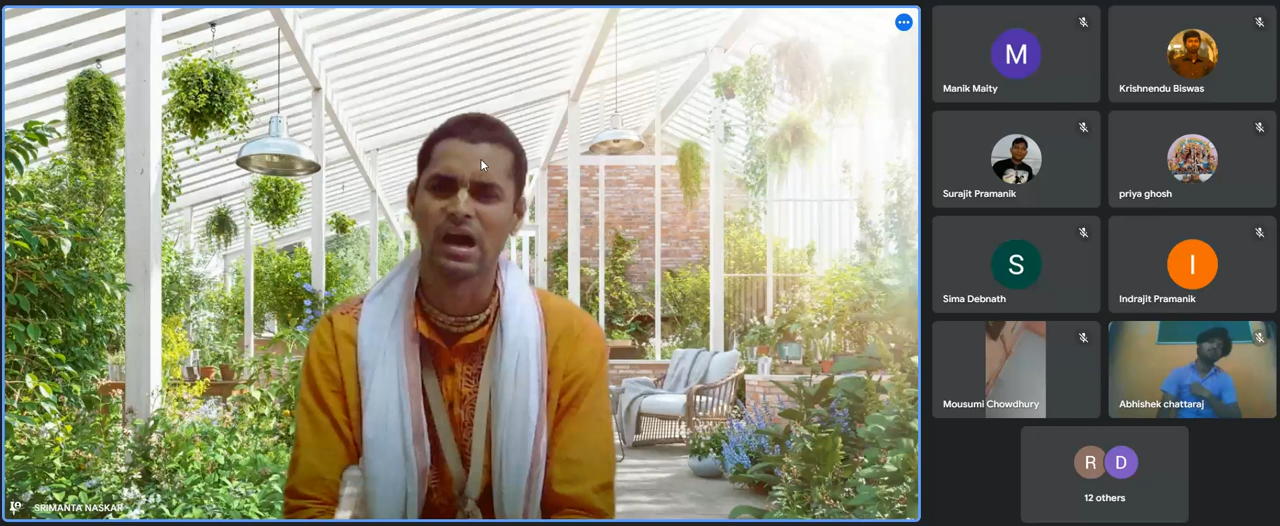 SRIMANTA NASKAR
M
Manik Maity
Krishnendu Biswas
Surajit Pramanik
priya ghosh
S
Sima Debnath
I
Indrajit Pramanik
Mousumi Chowdhury
Abhishek chattaraj
R D
12 others